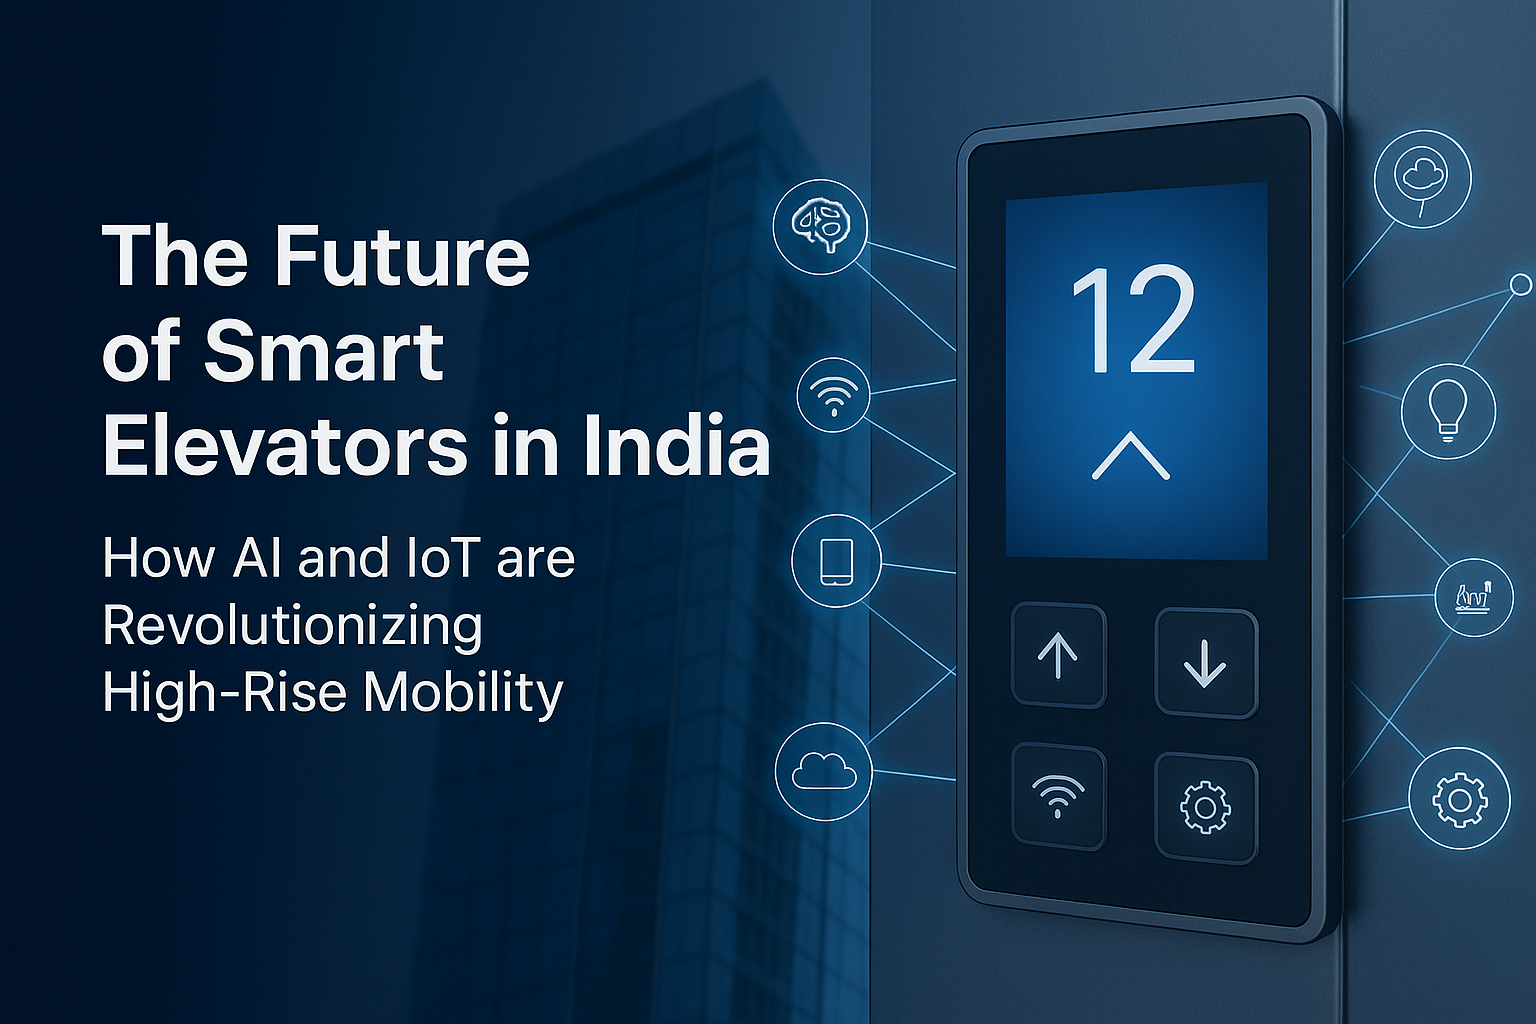 The Future
of Smart
Elevators in India
How AI and IoT are
Revolutionizing
High-Rise Mobility
12